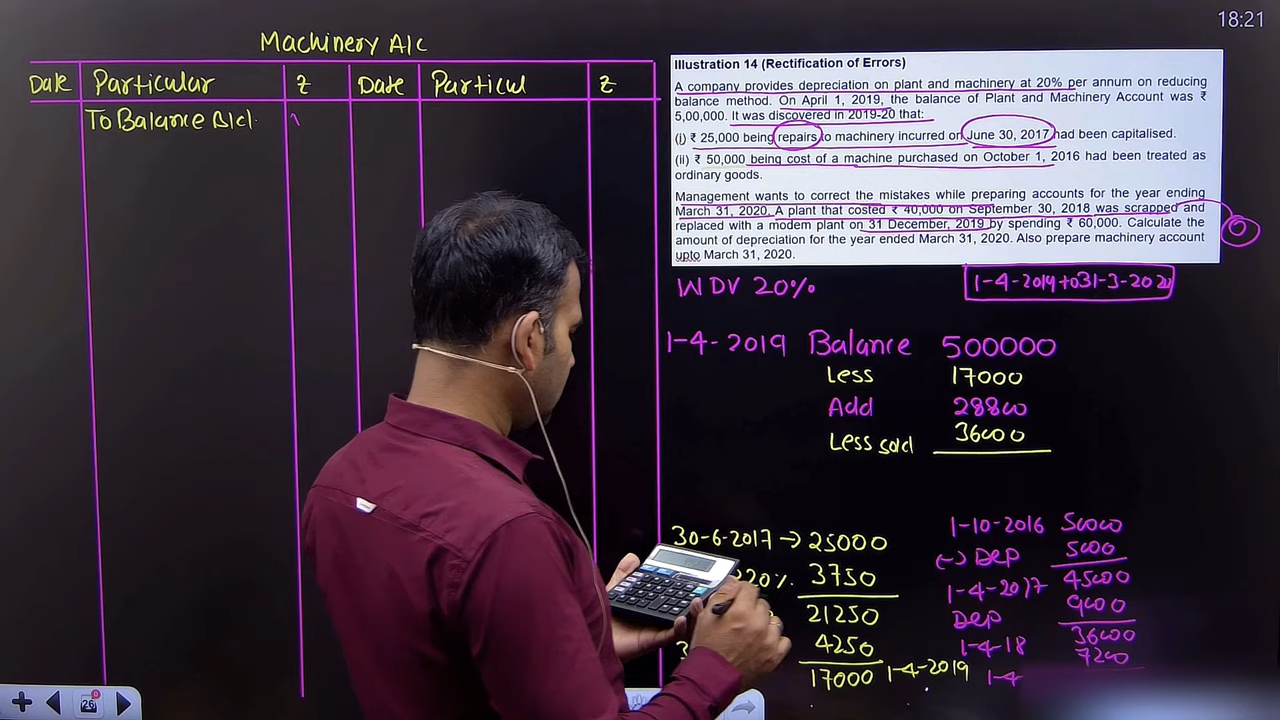 18:21
Machinery A/c
Date Particular ₹ Date Particul ₹
To Balance B/d.
Illustration 14 (Rectification of Errors)
A company provides depreciation on plant and machinery at 20% per annum on reducing
balance method. On April 1, 2019, the balance of Plant and Machinery Account was ₹
5,00,000. It was discovered in 2019-20 that:
(i) ₹ 25,000 being repairs to machinery incurred on June 30, 2017 had been capitalised.
(ii) ₹ 50,000 being cost of a machine purchased on October 1, 2016 had been treated as
ordinary goods.
Management wants to correct the mistakes while preparing accounts for the year ending
March 31, 2020. A plant that costed ₹ 40,000 on September 30, 2018 was scrapped and
replaced with a modem plant on 31 December, 2019 by spending ₹ 60,000. Calculate the
amount of depreciation for the year ended March 31, 2020. Also prepare machinery account
upto March 31, 2020.
WDV 20%
1-4-2019 to 31-3-2020
1-4-2019 Balance 500000
Less 17000
Add 28800
Less sold 36000
30-6-2017 → 25000
20% 3750
21250
4250
17000 1-4-2019
1-10-2016 50000
(-) Dep 5000
1-4-2017 45000
Dep 9000
1-4-18 36000
7200
1-4
26